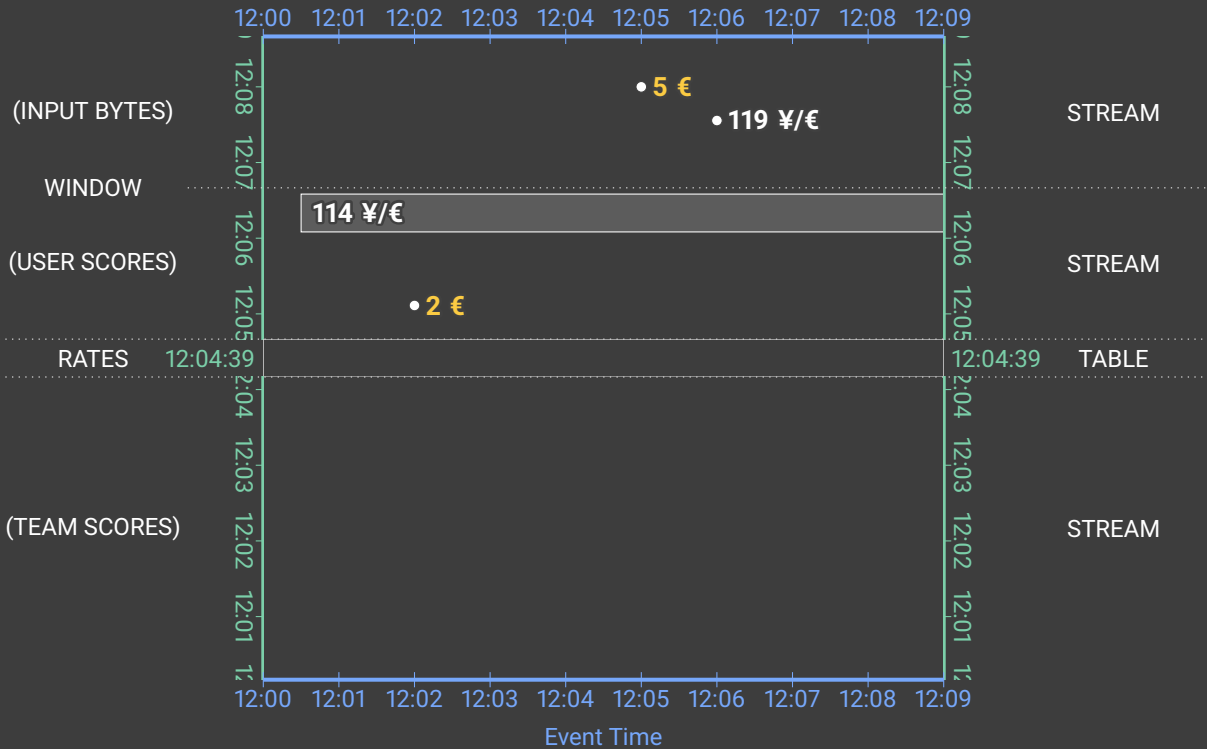 12:00 12:01 12:02 12:03 12:04 12:05 12:06 12:07 12:08 12:09
12:08 12:08
5 €
(INPUT BYTES) STREAM
119 ¥/€
12:07 12:07
WINDOW
114 ¥/€
12:06 12:06
(USER SCORES) STREAM
2 €
12:05 12:05
RATES 12:04:39 12:04:39 TABLE
2:04 2:04
12:03 12:03
(TEAM SCORES) STREAM
12:02 12:02
12:01 12:01
12:00 12:01 12:02 12:03 12:04 12:05 12:06 12:07 12:08 12:09
Event Time